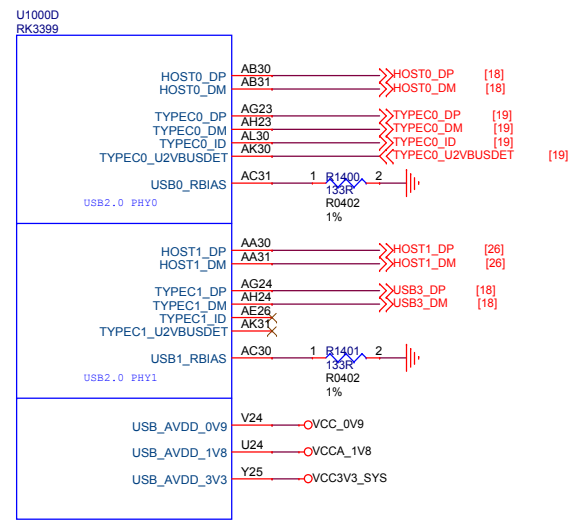 U1000D
RK3399
HOST0_DP AB30 HOST0_DP [18]
HOST0_DM AB31 HOST0_DM [18]
TYPEC0_DP AG23 TYPEC0_DP [19]
TYPEC0_DM AH23 TYPEC0_DM [19]
TYPEC0_ID AL30 TYPEC0_ID [19]
TYPEC0_U2VBUSDET AK30 TYPEC0_U2VBUSDET [19]
USB0_RBIAS AC31 1 R1400 2
133R
R0402
1%
USB2.0 PHY0
HOST1_DP AA30 HOST1_DP [26]
HOST1_DM AA31 HOST1_DM [26]
TYPEC1_DP AG24 USB3_DP [18]
TYPEC1_DM AH24 USB3_DM [18]
TYPEC1_ID AE26
TYPEC1_U2VBUSDET AK31
USB1_RBIAS AC30 1 R1401 2
133R
R0402
1%
USB2.0 PHY1
USB_AVDD_0V9 V24 VCC_0V9
USB_AVDD_1V8 U24 VCCA_1V8
USB_AVDD_3V3 Y25 VCC3V3_SYS